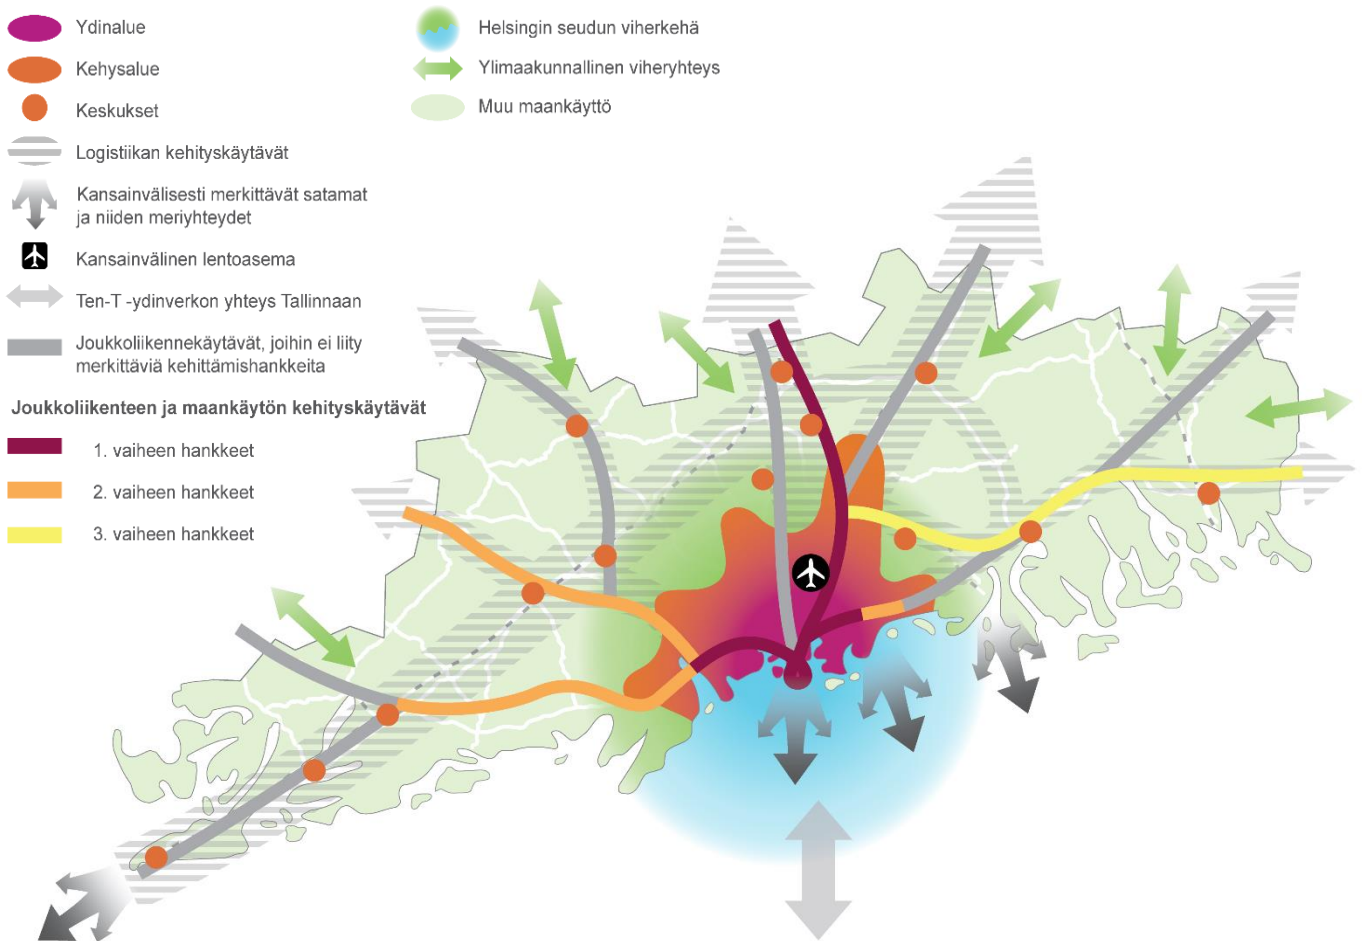 Ydinalue
Kehysalue
Keskukset
Logistiikan kehityskäytävät
Kansainvälisesti merkittävät satamat
ja niiden meriyhteydet
Kansainvälinen lentoasema
Ten-T -ydinverkon yhteys Tallinnaan
Joukkoliikennekäytävät, joihin ei liity
merkittäviä kehittämishankkeita
Joukkoliikenteen ja maankäytön kehityskäytävät
1. vaiheen hankkeet
2. vaiheen hankkeet
3. vaiheen hankkeet
Helsingin seudun viherkehä
Ylimaakunnallinen viheryhteys
Muu maankäyttö